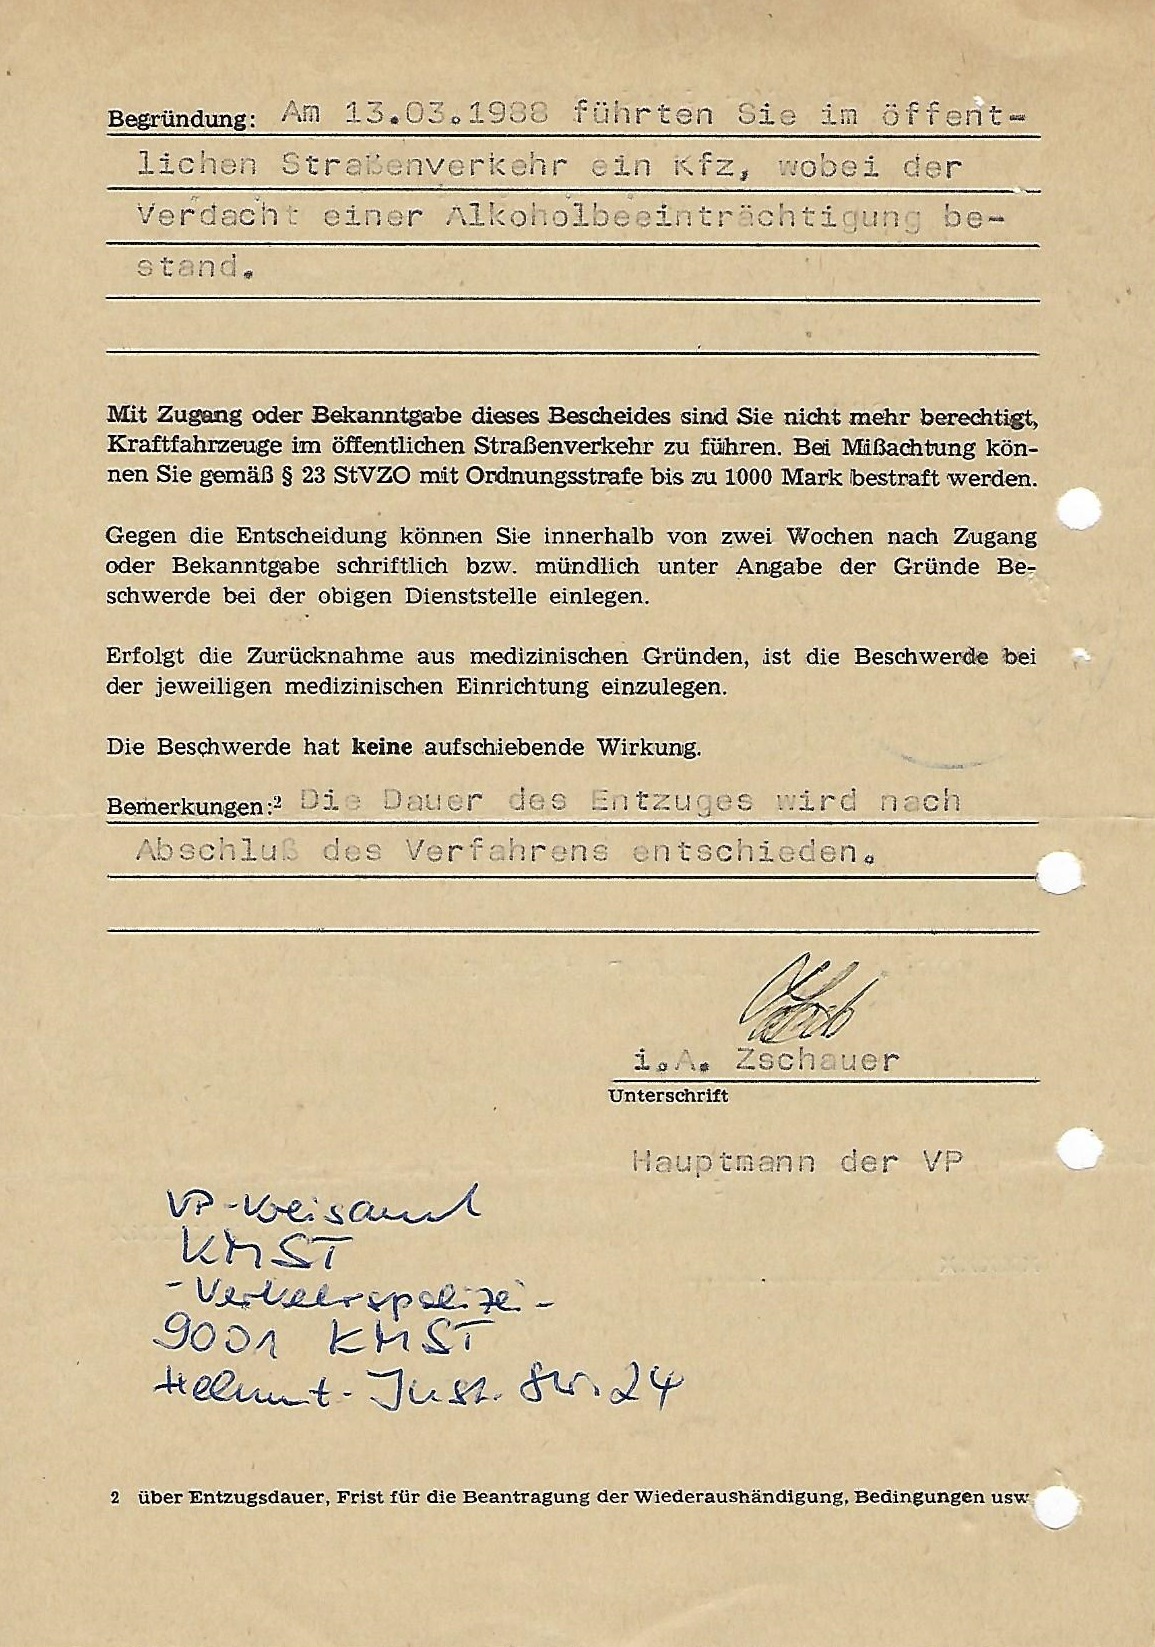 Begründung: Am 13.03.1988 führten Sie im öffent-
lichen Straßenverkehr ein Kfz, wobei der
Verdacht einer Alkoholbeeinträchtigung be-
stand.
Mit Zugang oder Bekanntgabe dieses Bescheides sind Sie nicht mehr berechtigt,
Kraftfahrzeuge im öffentlichen Straßenverkehr zu führen. Bei Mißachtung kön-
nen Sie gemäß § 23 StVZO mit Ordnungsstrafe bis zu 1000 Mark bestraft werden.
Gegen die Entscheidung können Sie innerhalb von zwei Wochen nach Zugang
oder Bekanntgabe schriftlich bzw. mündlich unter Angabe der Gründe Be-
schwerde bei der obigen Dienststelle einlegen.
Erfolgt die Zurücknahme aus medizinischen Gründen, ist die Beschwerde bei
der jeweiligen medizinischen Einrichtung einzulegen.
Die Beschwerde hat keine aufschiebende Wirkung.
Bemerkungen:² Die Dauer des Entzuges wird nach
Abschluß des Verfahrens entschieden.
i.A. Zschauer
Unterschrift
Hauptmann der VP
VP-Kreisamt
KMST
-Verkehrspolizei-
9001 KMST
Helmut-Just-Str. 24
2 über Entzugsdauer, Frist für die Beantragung der Wiederaushändigung, Bedingungen usw